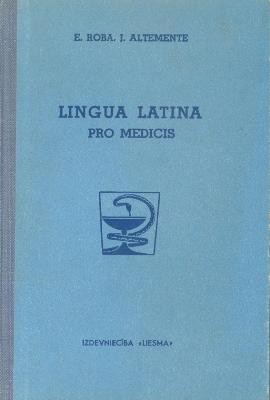 E. ROBA, J. ALTEMENTE
LINGUA LATINA
PRO MEDICIS
IZDEVNIECĪBA «LIESMA»